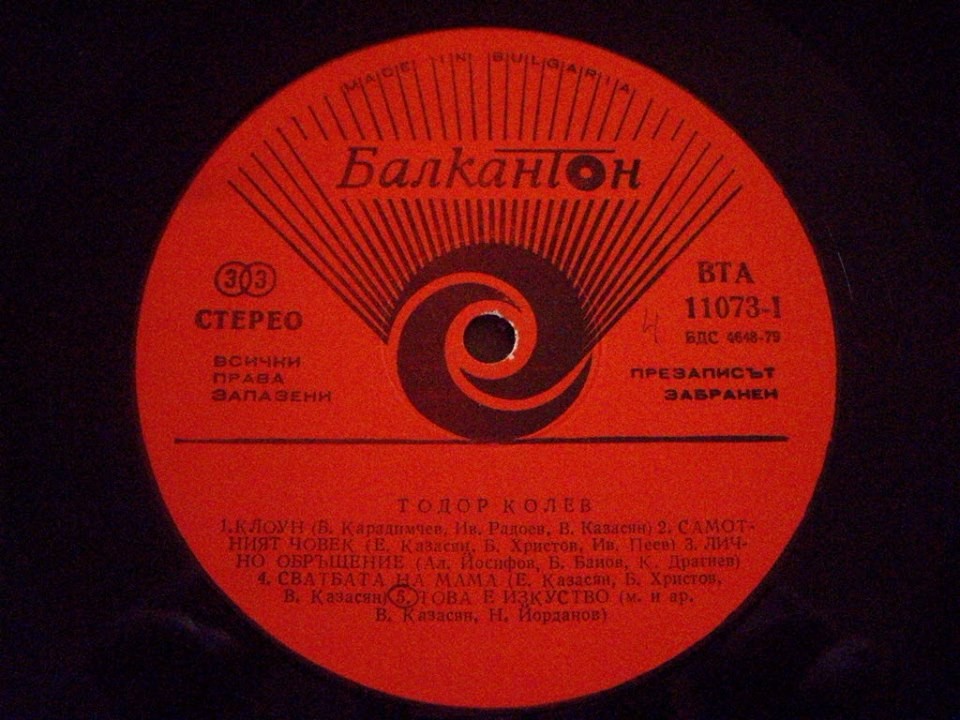 MADE IN BULGARIA
Балкантон
33
СТЕРЕО
ВСИЧКИ
ПРАВА
ЗАПАЗЕНИ
ВТА
11073-I
4
БДС 4648-79
ПРЕЗАПИСЪТ
ЗАБРАНЕН
ТОДОР КОЛЕВ
1. КЛОУН (В. Карадимчев, Ив. Радоев, В. Казасян) 2. САМОТ-
НИЯТ ЧОВЕК (Е. Казасян, Б. Христов, Ив. Пеев) 3. ЛИЧ-
НО ОБРЪЩЕНИЕ (Ал. Йосифов, Б. Банов, К. Драгнев)
4. СВАТБАТА НА МАМА (Е. Казасян, Б. Христов,
В. Казасян) 5. ТОВА Е ИЗКУСТВО (м. и ар.
В. Казасян, Н. Йорданов)